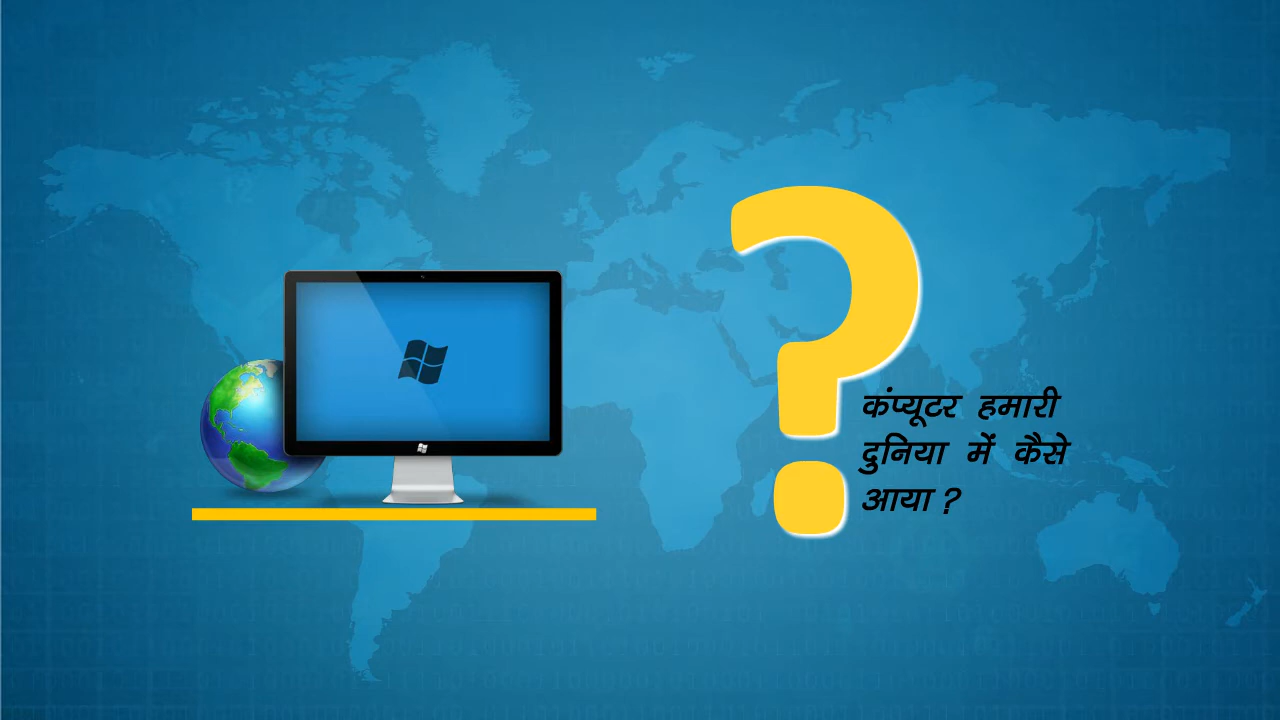 कंप्यूटर हमारी
दुनिया में कैसे
आया ?